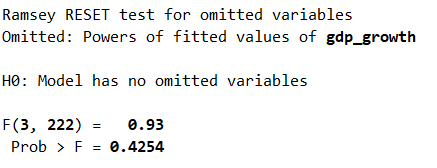 Ramsey RESET test for omitted variables
Omitted: Powers of fitted values of gdp_growth
H0: Model has no omitted variables
F(3, 222) =   0.93
Prob > F = 0.4254